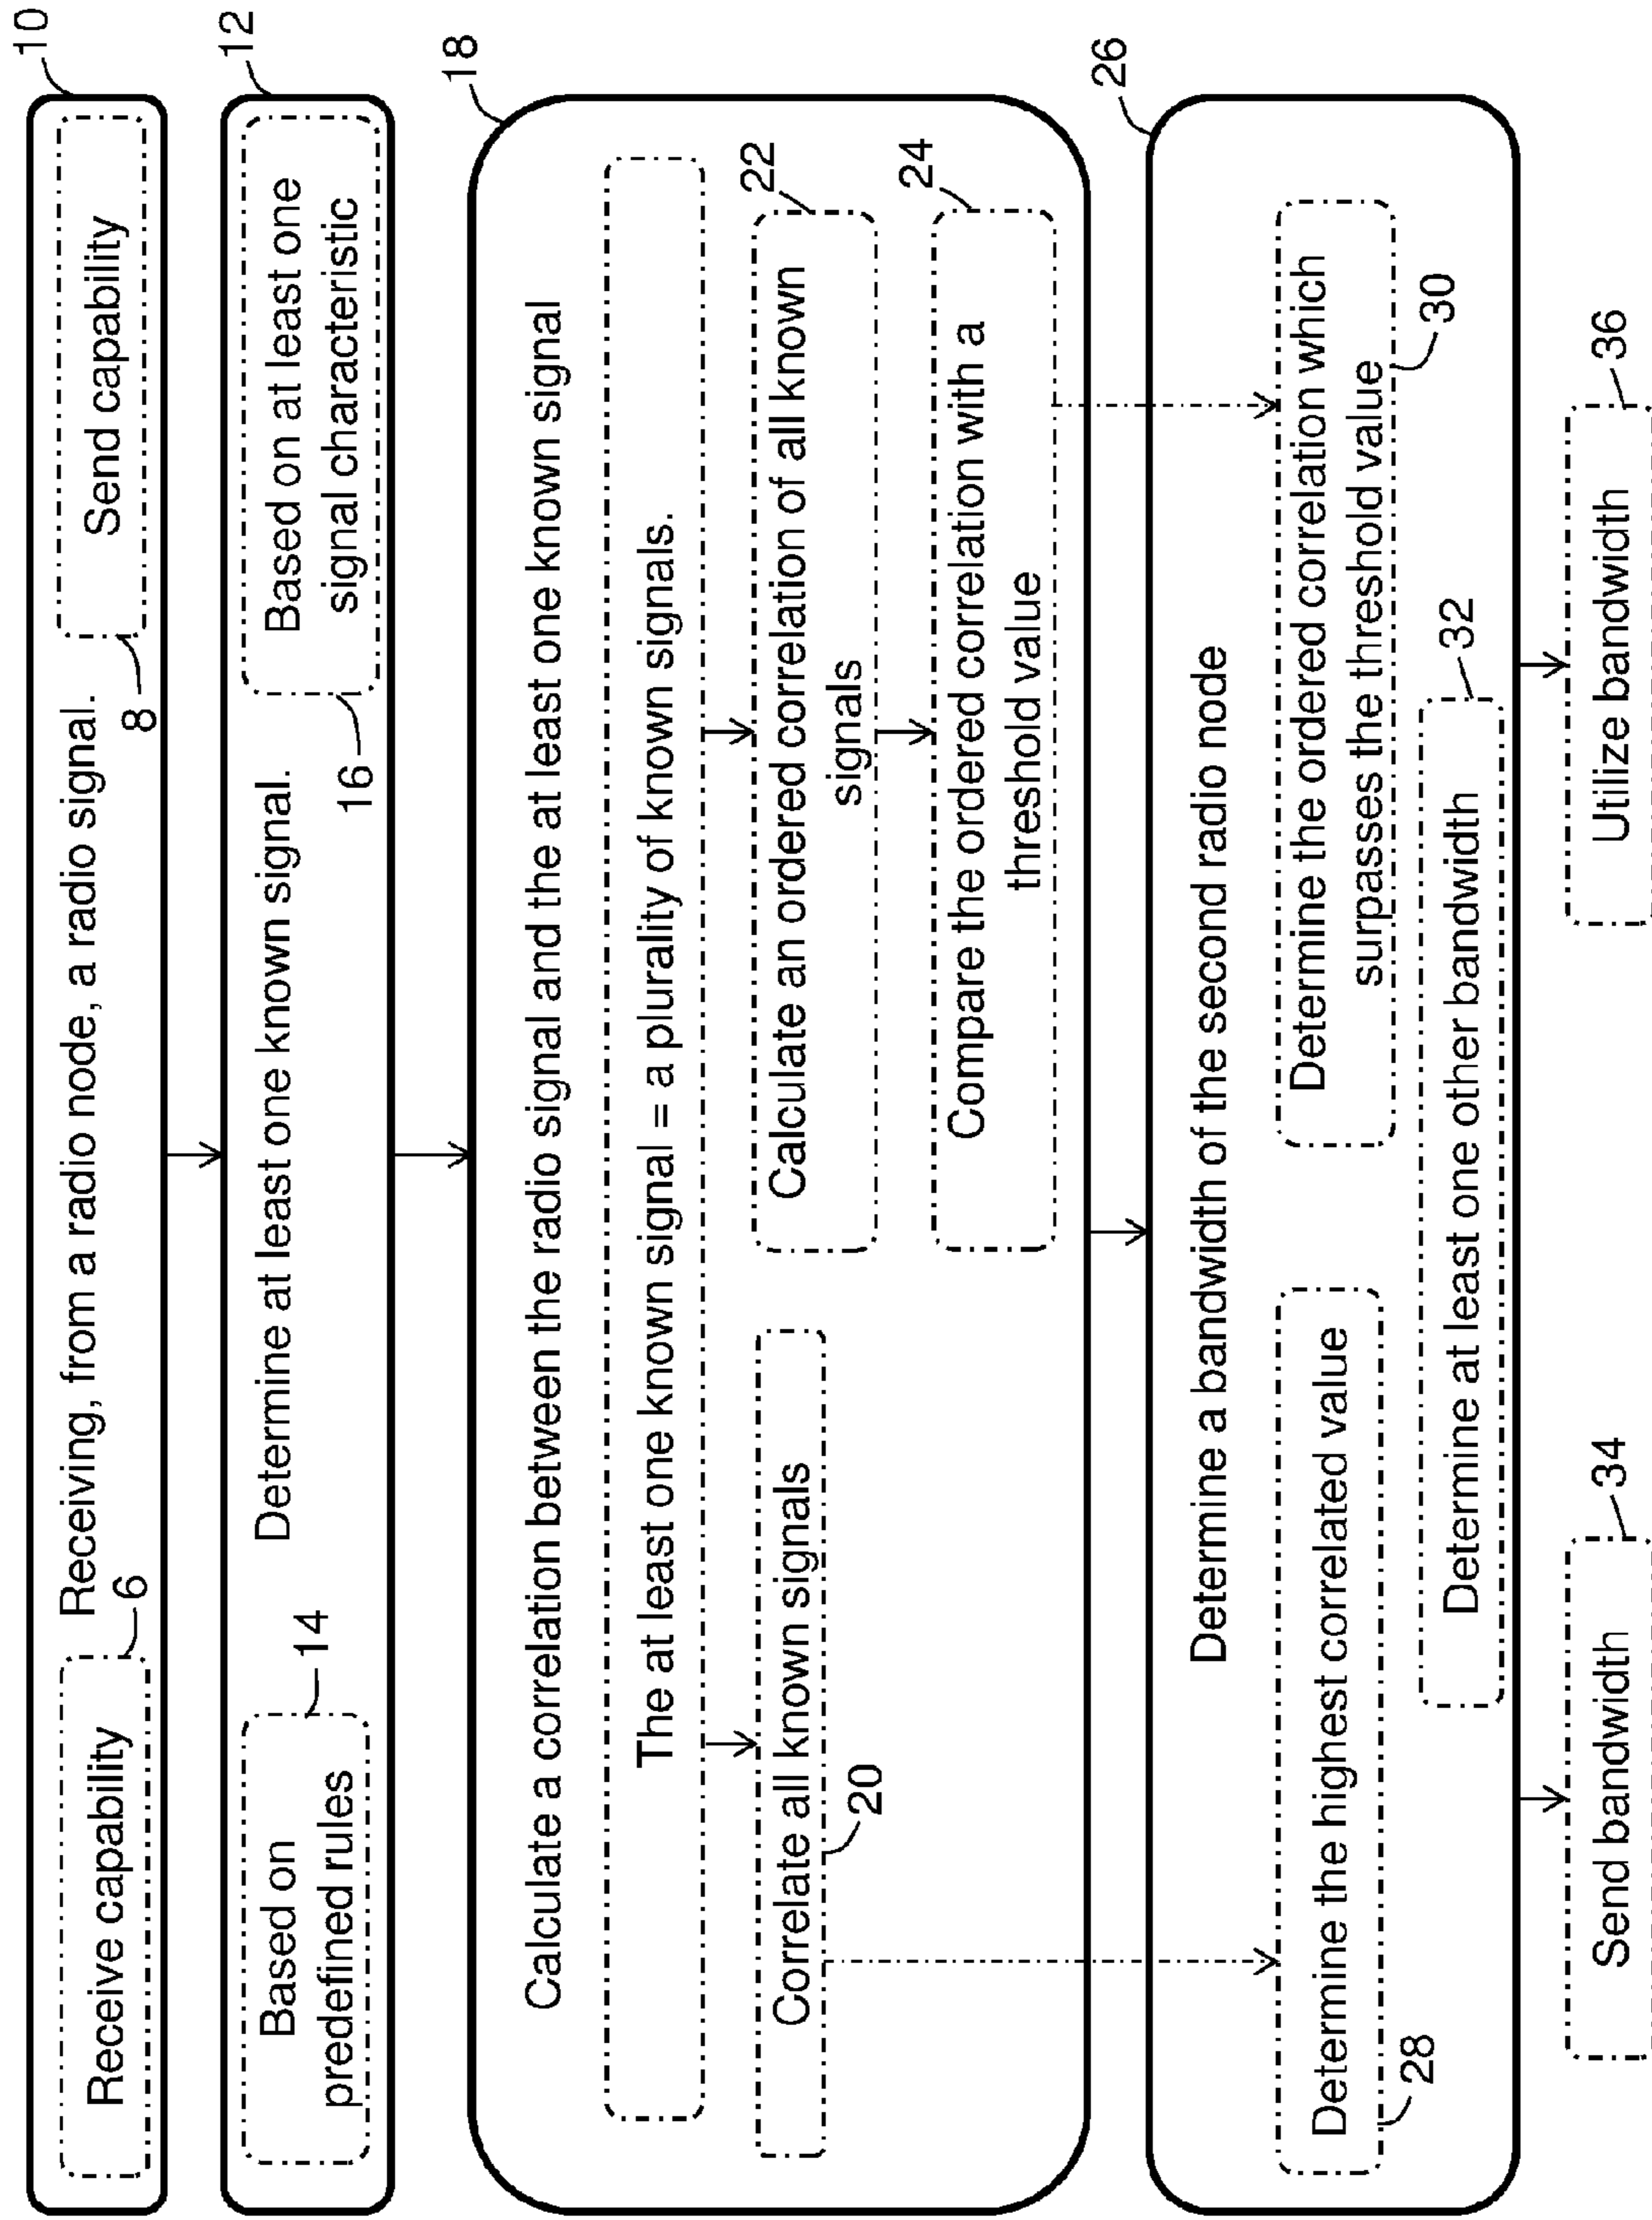 10
Receive capability
6
Receiving, from a radio node, a radio signal.
8
Send capability
12
Based on
predefined rules
14
Determine at least one known signal.
16
Based on at least one
signal characteristic
18
Calculate a correlation between the radio signal and the at least one known signal
The at least one known signal = a plurality of known signals.
Correlate all known signals
20
22
Calculate an ordered correlation of all known
signals
24
Compare the ordered correlation with a
threshold value
26
Determine a bandwidth of the second radio node
Determine the highest correlated value
28
Determine the ordered correlation which
surpasses the threshold value
30
32
Determine at least one other bandwidth
34
Send bandwidth
36
Utilize bandwidth